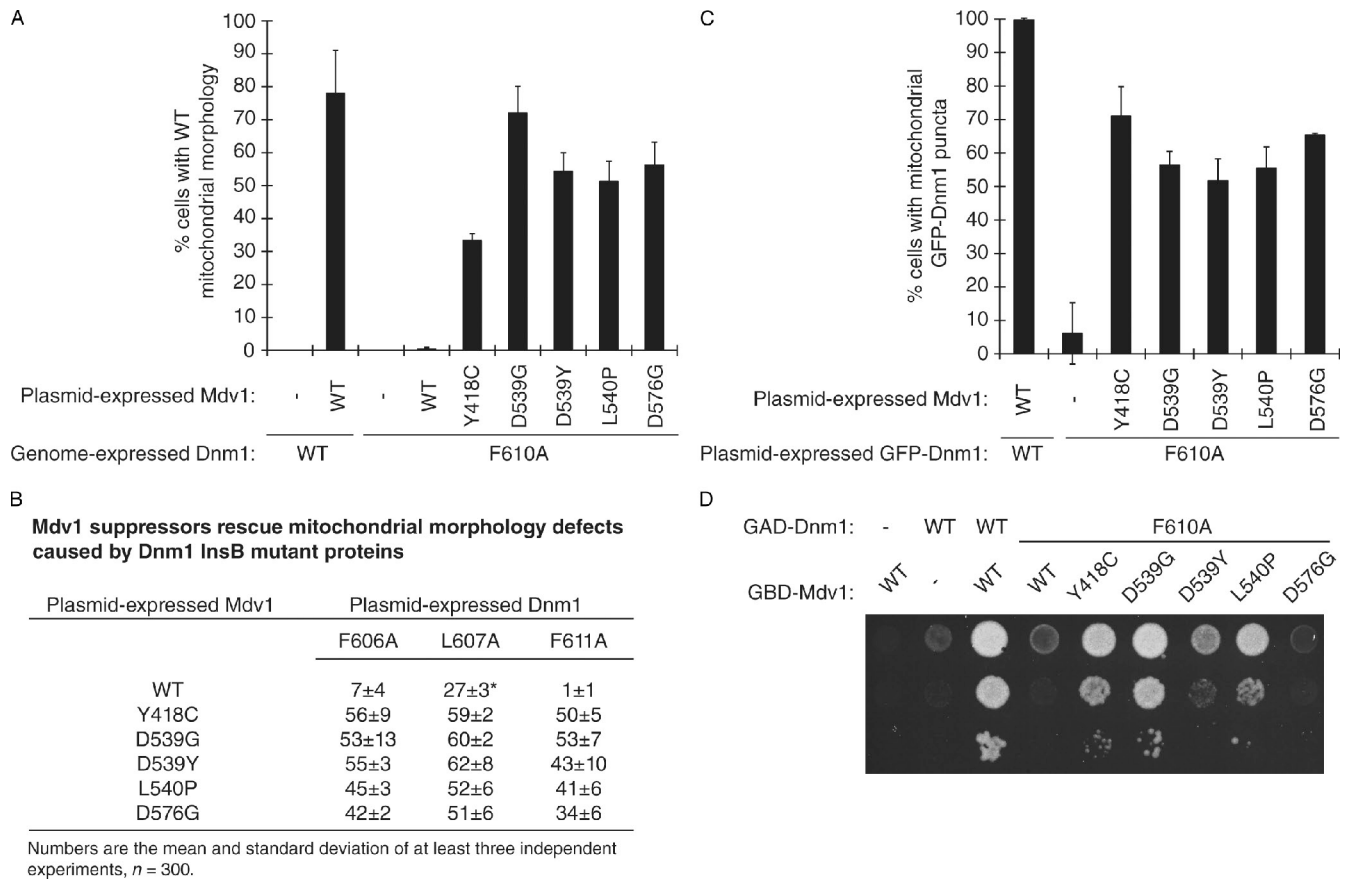 A
% cells with WT
mitochondrial morphology
100
90
80
70
60
50
40
30
20
10
0
Plasmid-expressed Mdv1: - WT - WT Y418C D539G D539Y L540P D576G
Genome-expressed Dnm1: WT F610A
B
Mdv1 suppressors rescue mitochondrial morphology defects
caused by Dnm1 InsB mutant proteins
Plasmid-expressed Mdv1 Plasmid-expressed Dnm1
F606A L607A F611A
WT 7±4 27±3* 1±1
Y418C 56±9 59±2 50±5
D539G 53±13 60±2 53±7
D539Y 55±3 62±8 43±10
L540P 45±3 52±6 41±6
D576G 42±2 51±6 34±6
Numbers are the mean and standard deviation of at least three independent
experiments, n = 300.
C
% cells with mitochondrial
GFP-Dnm1 puncta
100
90
80
70
60
50
40
30
20
10
0
Plasmid-expressed Mdv1: WT - Y418C D539G D539Y L540P D576G
Plasmid-expressed GFP-Dnm1: WT F610A
D
GAD-Dnm1: - WT WT F610A
GBD-Mdv1: WT - WT WT Y418C D539G D539Y L540P D576G